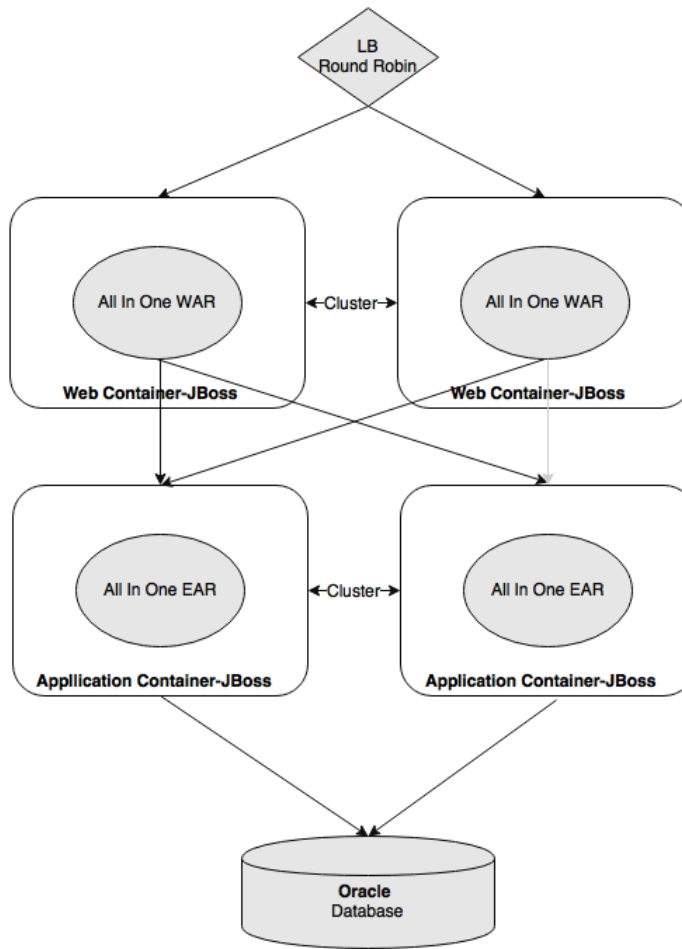 LB
Round Robin
All In One WAR
Cluster
All In One WAR
Web Container-JBoss
Web Container-JBoss
All In One EAR
Cluster
All In One EAR
Appllication Container-JBoss
Application Container-JBoss
Oracle
Database